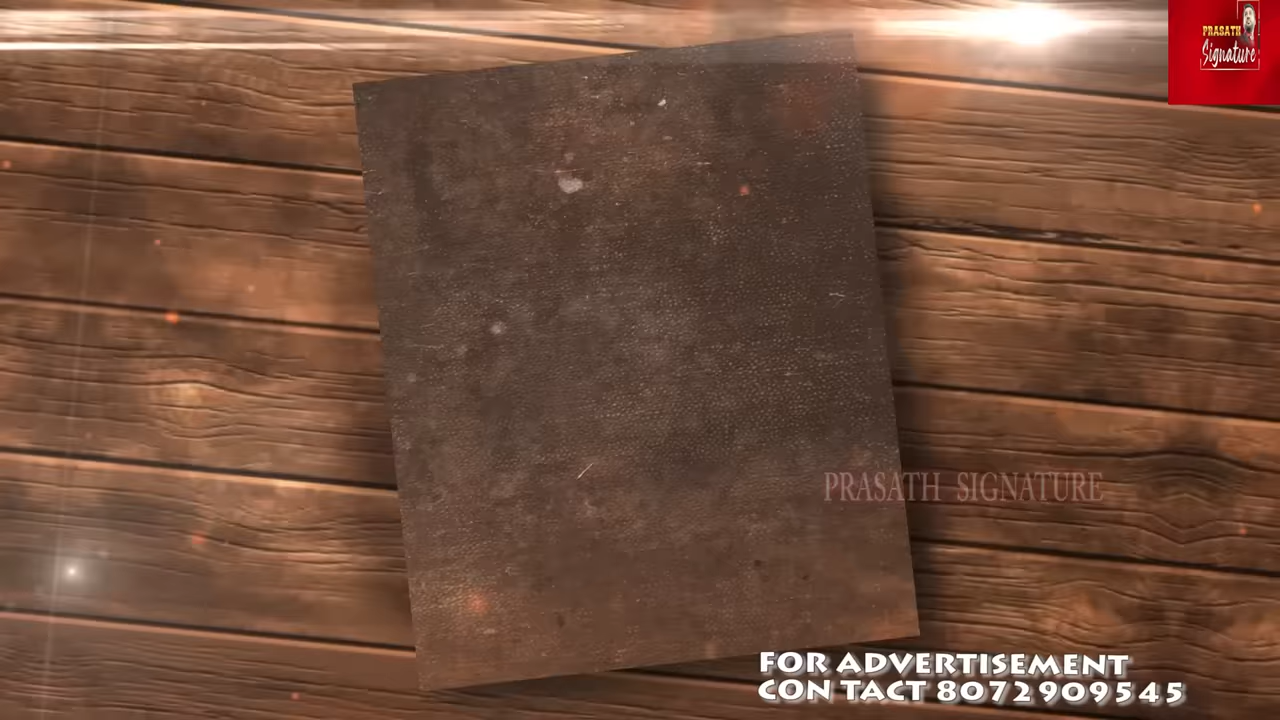 PRASATH
Signature
PRASATH SIGNATURE
FOR ADVERTISEMENT
CON TACT 8072909545